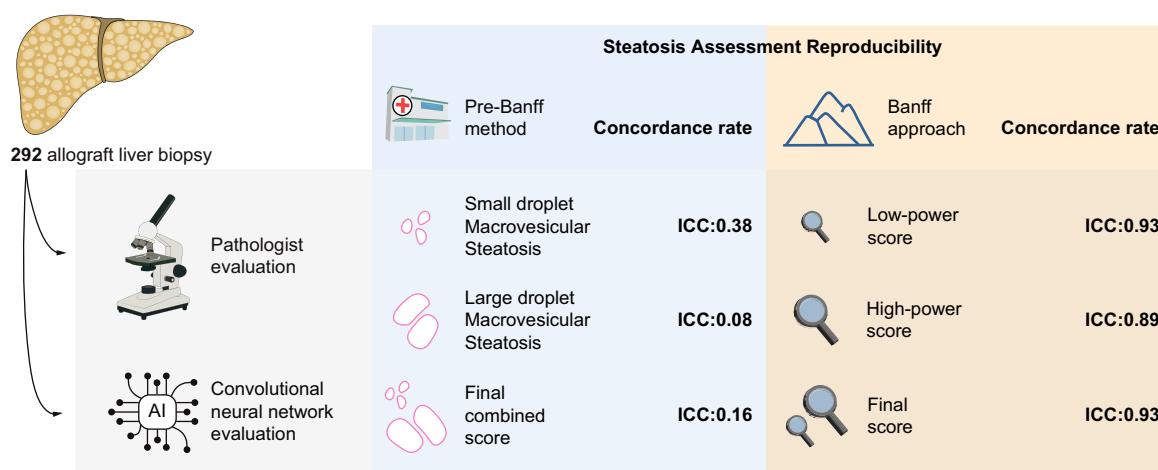 Steatosis Assessment Reproducibility
Pre-Banff
method
Concordance rate
Banff
approach
Concordance rate
292 allograft liver biopsy
Pathologist
evaluation
Small droplet
Macrovesicular
Steatosis
ICC:0.38
Low-power
score
ICC:0.93
Large droplet
Macrovesicular
Steatosis
ICC:0.08
High-power
score
ICC:0.89
AI
Convolutional
neural network
evaluation
Final
combined
score
ICC:0.16
Final
score
ICC:0.93